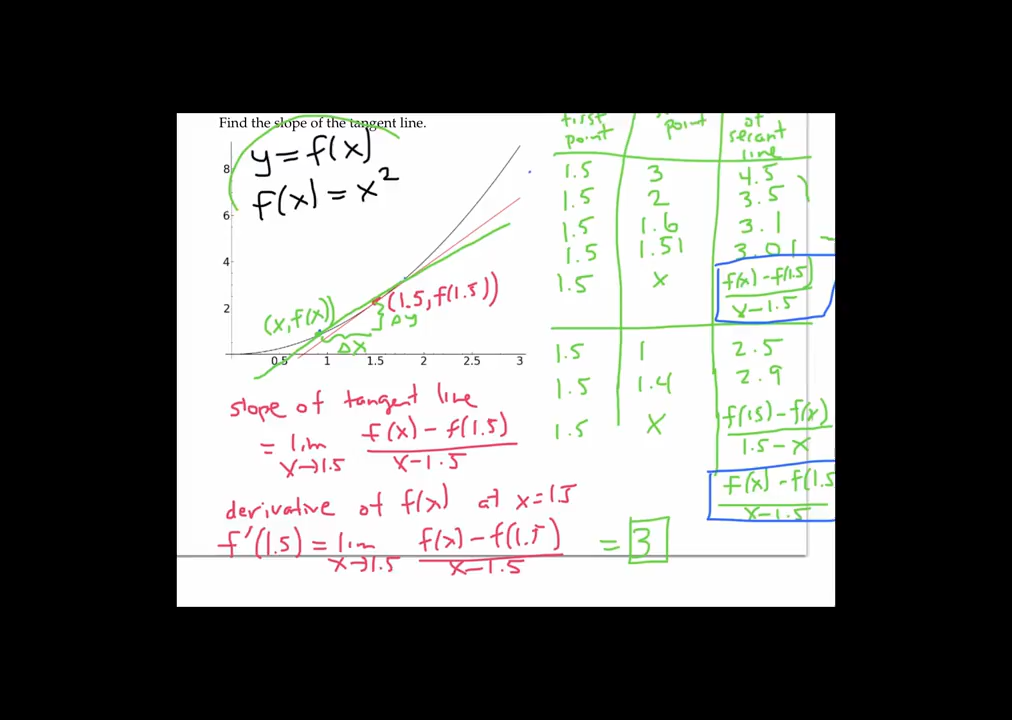 Find the slope of the tangent line.
y = f(x)
f(x) = x²
8
6
4
2
0.5 1 1.5 2 2.5 3
(x, f(x))
(1.5, f(1.5))
Δy
Δx
first point | point | of secant line
1.5 | 3 | 4.5
1.5 | 2 | 3.5
1.5 | 1.6 | 3.1
1.5 | 1.51 | 3.01
1.5 | x | f(x) - f(1.5)
x - 1.5
1.5 | 1 | 2.5
1.5 | 1.4 | 2.9
1.5 | x | f(1.5) - f(x)
1.5 - x
f(x) - f(1.5
x - 1.5
slope of tangent line
= lim x→1.5 f(x) - f(1.5)
x - 1.5
derivative of f(x) at x = 1.5
f'(1.5) = lim x→1.5 f(x) - f(1.5) = 3
x - 1.5